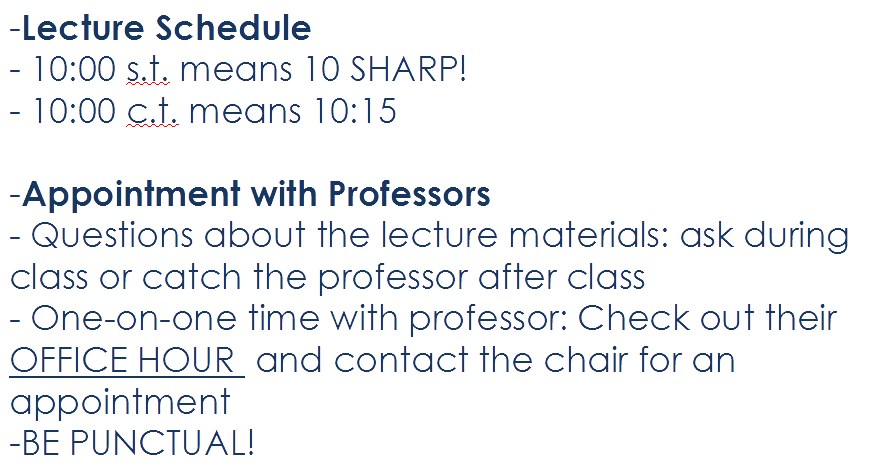 -Lecture Schedule
- 10:00 s.t. means 10 SHARP!
- 10:00 c.t. means 10:15
-Appointment with Professors
- Questions about the lecture materials: ask during
class or catch the professor after class
- One-on-one time with professor: Check out their
OFFICE HOUR  and contact the chair for an
appointment
-BE PUNCTUAL!